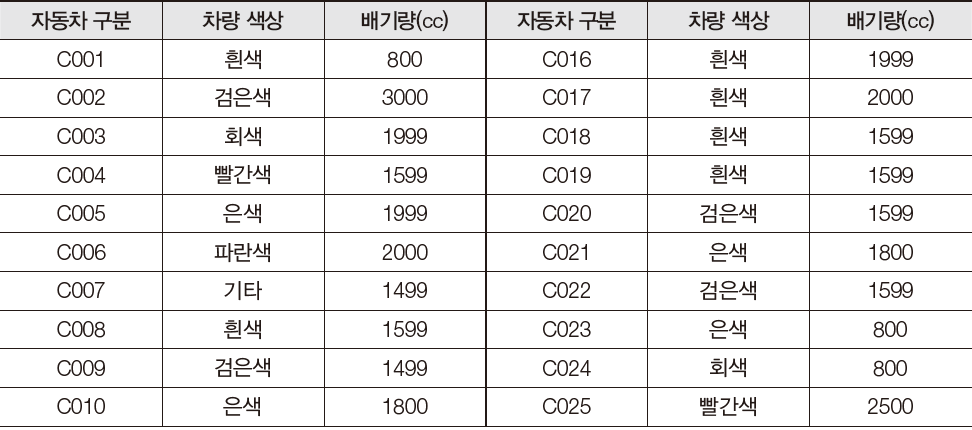 자동차 구분 차량 색상 배기량(cc) 자동차 구분 차량 색상 배기량(cc)
C001 흰색 800 C016 흰색 1999
C002 검은색 3000 C017 흰색 2000
C003 회색 1999 C018 흰색 1599
C004 빨간색 1599 C019 흰색 1599
C005 은색 1999 C020 검은색 1599
C006 파란색 2000 C021 은색 1800
C007 기타 1499 C022 검은색 1599
C008 흰색 1599 C023 은색 800
C009 검은색 1499 C024 회색 800
C010 은색 1800 C025 빨간색 2500